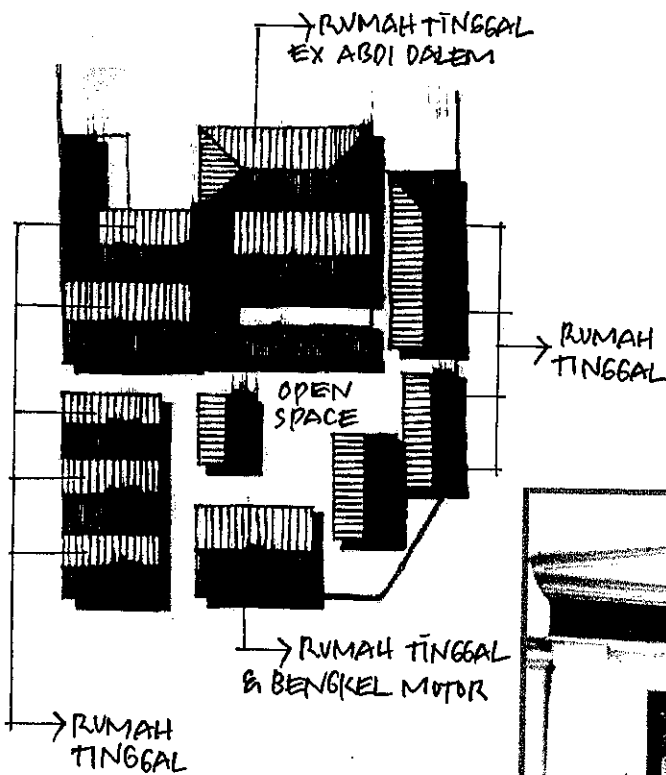 RUMAH TINGGAL
EX ABDI DALEM
RUMAH
TINGGAL
OPEN
SPACE
RUMAH TINGGAL
& BENGKEL MOTOR
RUMAH
TINGGAL